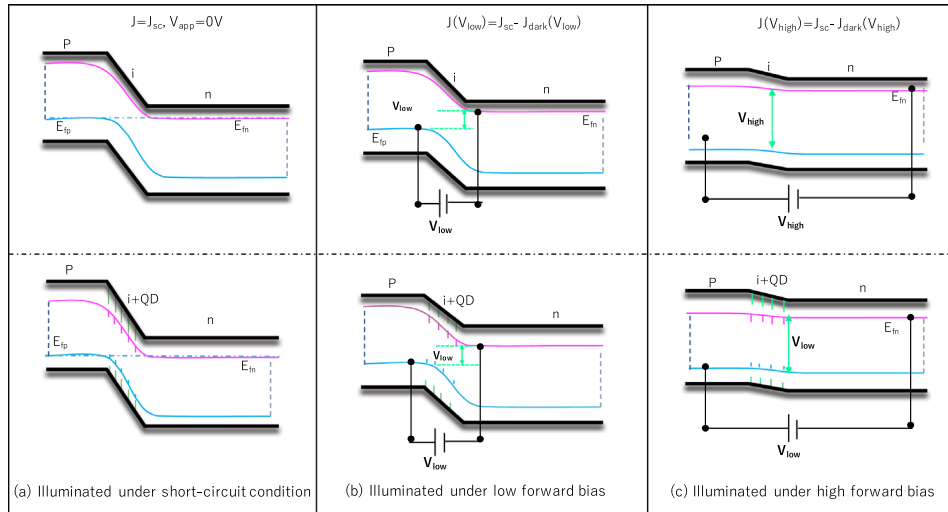 J=Jsc, Vapp=0V
P
i
n
Efp
Efn
J(Vlow)=Jsc- Jdark(Vlow)
P
i
n
Vlow
Efp
Efn
Vlow
J(Vhigh)=Jsc- Jdark(Vhigh)
P
i
n
Efn
Vhigh
Vhigh
P
i+QD
n
Efp
Efn
P
i+QD
n
Vlow
Vlow
P
i+QD
n
Efn
Vlow
Vlow
(a) Illuminated under short-circuit condition
(b) Illuminated under low forward bias
(c) Illuminated under high forward bias